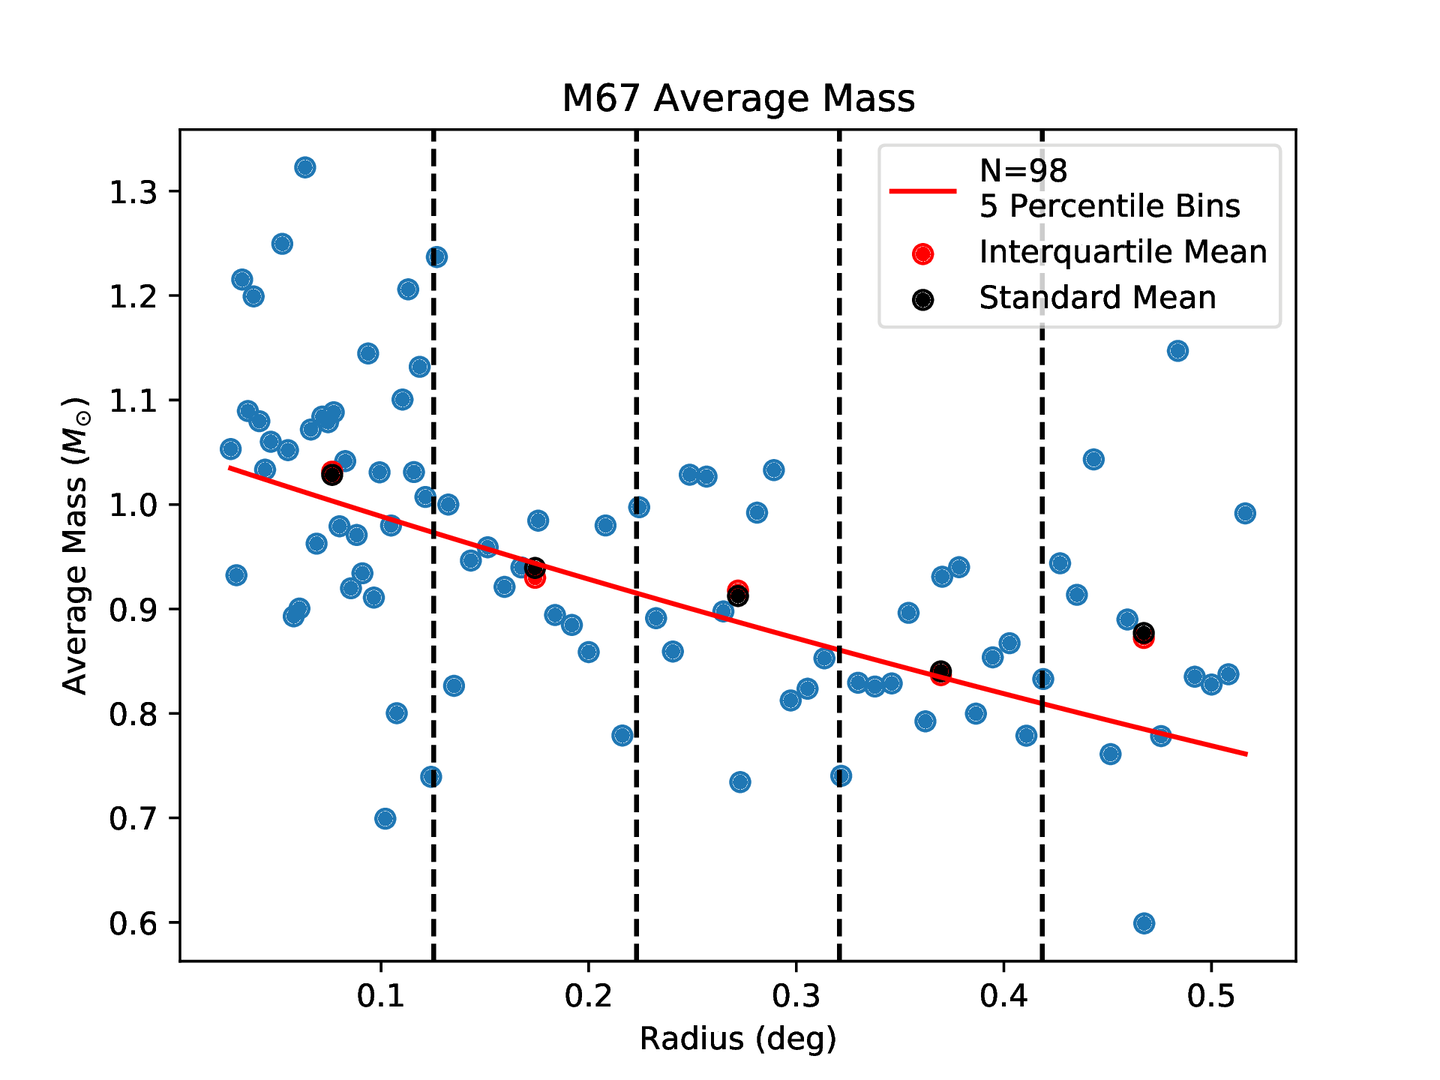 M67 Average Mass
N=98
5 Percentile Bins
Interquartile Mean
Standard Mean
Average Mass (M⊙)
1.3
1.2
1.1
1.0
0.9
0.8
0.7
0.6
0.1 0.2 0.3 0.4 0.5
Radius (deg)